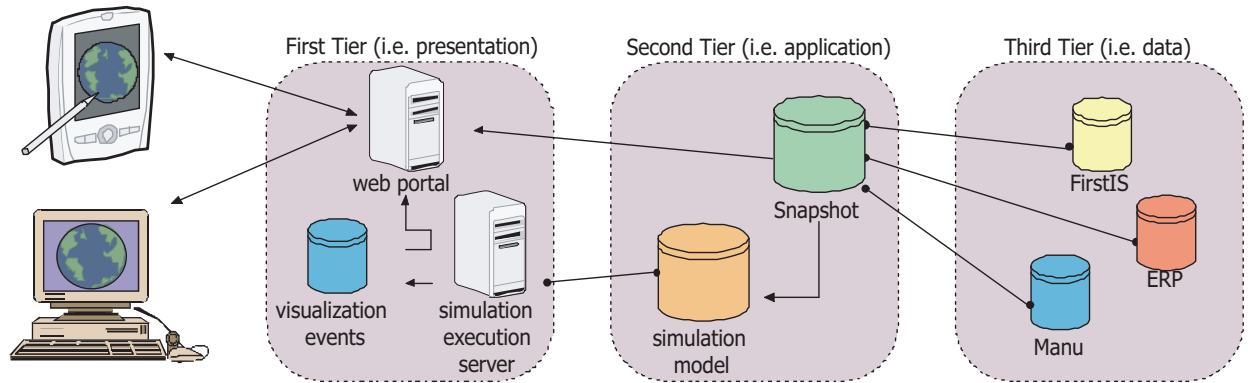 First Tier (i.e. presentation)
Second Tier (i.e. application)
Third Tier (i.e. data)
web portal
visualization
events
simulation
execution
server
Snapshot
simulation
model
FirstIS
ERP
Manu